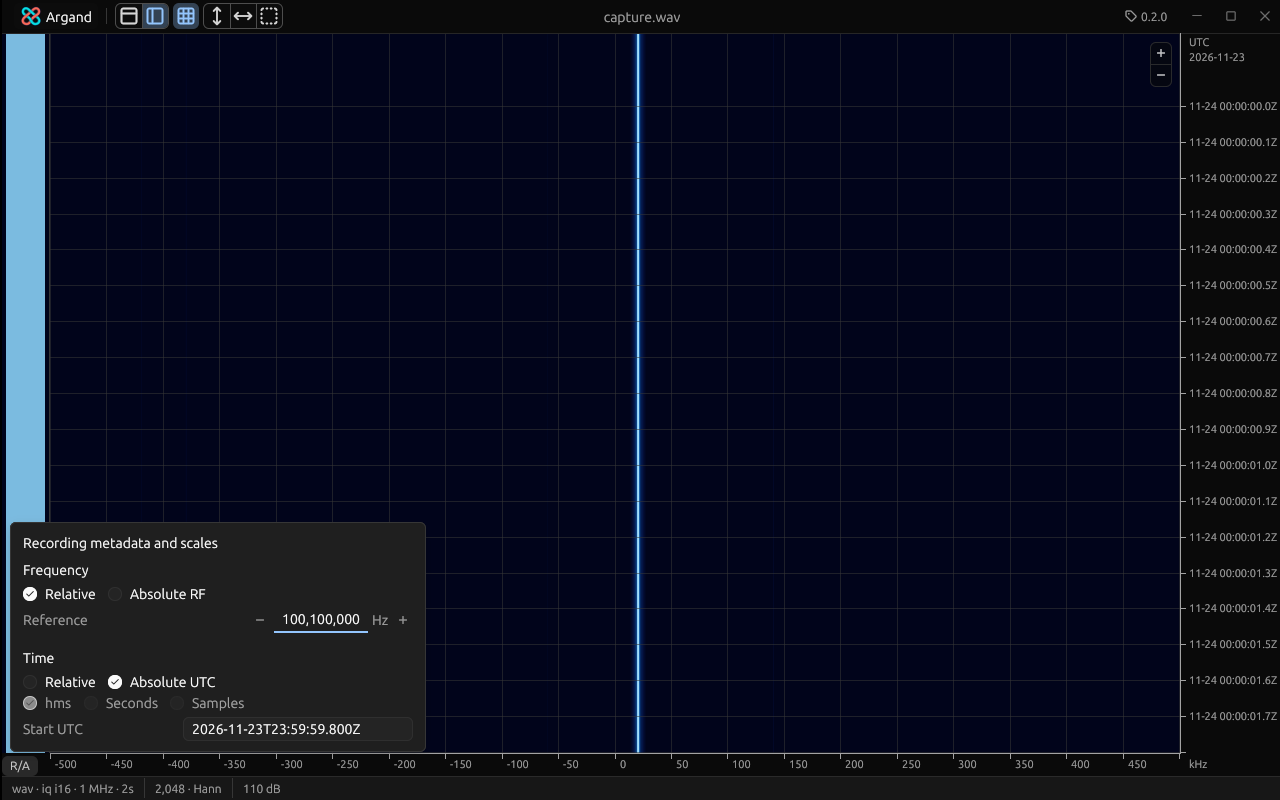 Argand
capture.wav
0.2.0
+
−
UTC
2026-11-23
11-24 00:00:00.0Z
11-24 00:00:00.1Z
11-24 00:00:00.2Z
11-24 00:00:00.3Z
11-24 00:00:00.4Z
11-24 00:00:00.5Z
11-24 00:00:00.6Z
11-24 00:00:00.7Z
11-24 00:00:00.8Z
11-24 00:00:00.9Z
11-24 00:00:01.0Z
11-24 00:00:01.1Z
11-24 00:00:01.2Z
11-24 00:00:01.3Z
11-24 00:00:01.4Z
11-24 00:00:01.5Z
11-24 00:00:01.6Z
11-24 00:00:01.7Z
Recording metadata and scales
Frequency
Relative Absolute RF
Reference − 100,100,000 Hz +
Time
Relative Absolute UTC
hms Seconds Samples
Start UTC 2026-11-23T23:59:59.800Z
R/A -500 -450 -400 -350 -300 -250 -200 -150 -100 -50 0 50 100 150 200 250 300 350 400 450 kHz
wav · iq i16 · 1 MHz · 2s 2,048 · Hann 110 dB